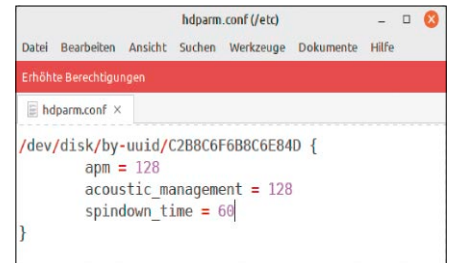 hdparm.conf (/etc)
Datei Bearbeiten Ansicht Suchen Werkzeuge Dokumente Hilfe
Erhöhte Berechtigungen
hdparm.conf ×
/dev/disk/by-uuid/C2B8C6F6B8C6E84D {
apm = 128
acoustic_management = 128
spindown_time = 60
}